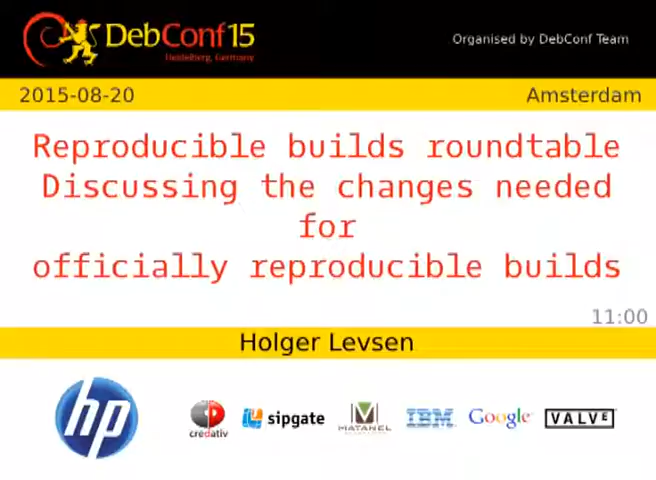 DebConf15
Heidelberg, Germany
Organised by DebConf Team
2015-08-20
Amsterdam
Reproducible builds roundtable
Discussing the changes needed
for
officially reproducible builds
11:00
Holger Levsen
hp
credativ
sipgate
MATANEL
IBM
Google
VALVE